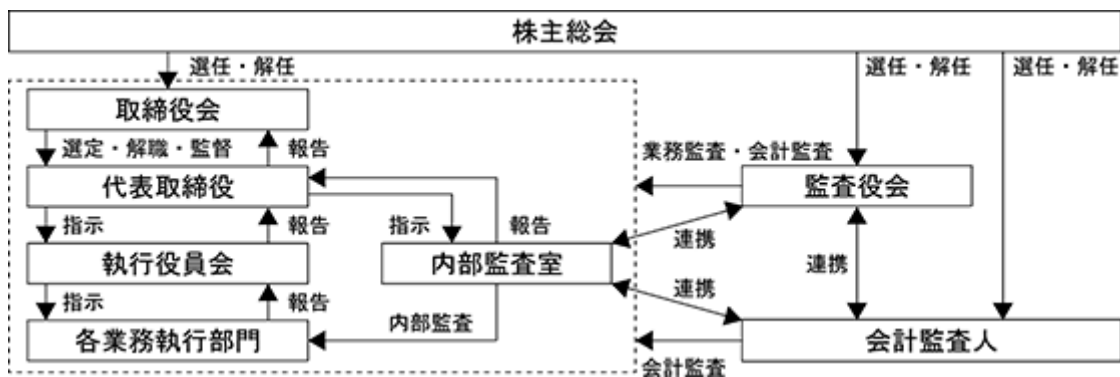 株主総会
選任・解任
選任・解任
選任・解任
取締役会
選定・解職・監督
報告
業務監査・会計監査
代表取締役
監査役会
指示
報告
指示
報告
連携
執行役員会
内部監査室
連携
指示
報告
連携
内部監査
各業務執行部門
会計監査人
会計監査